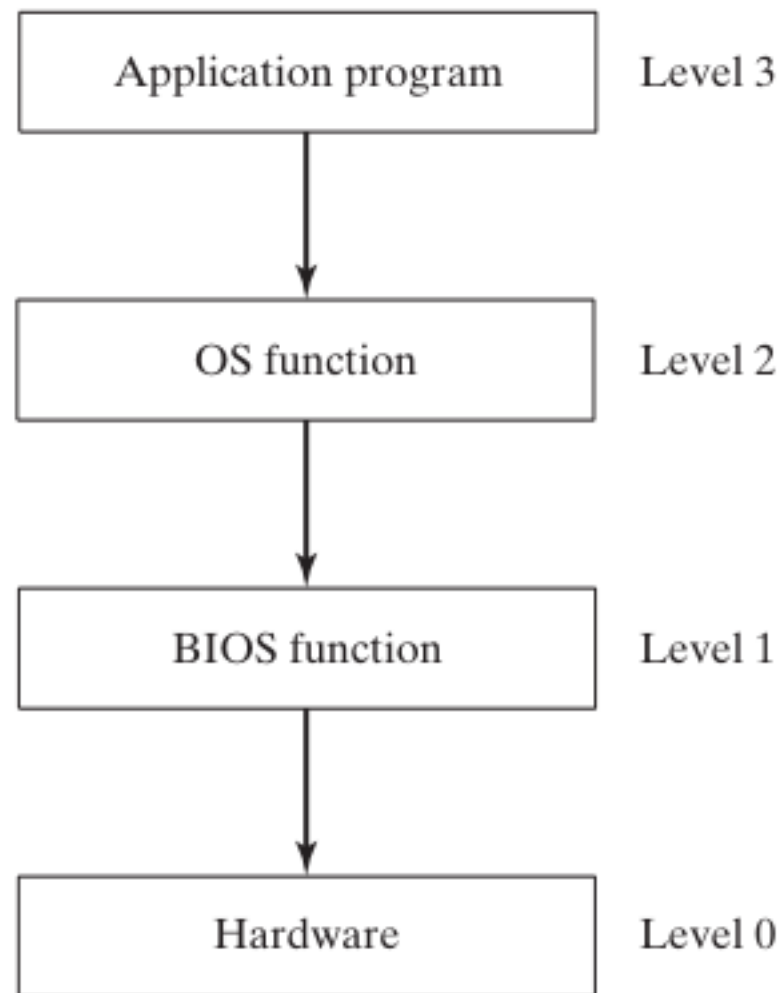 Application program Level 3
OS function Level 2
BIOS function Level 1
Hardware Level 0